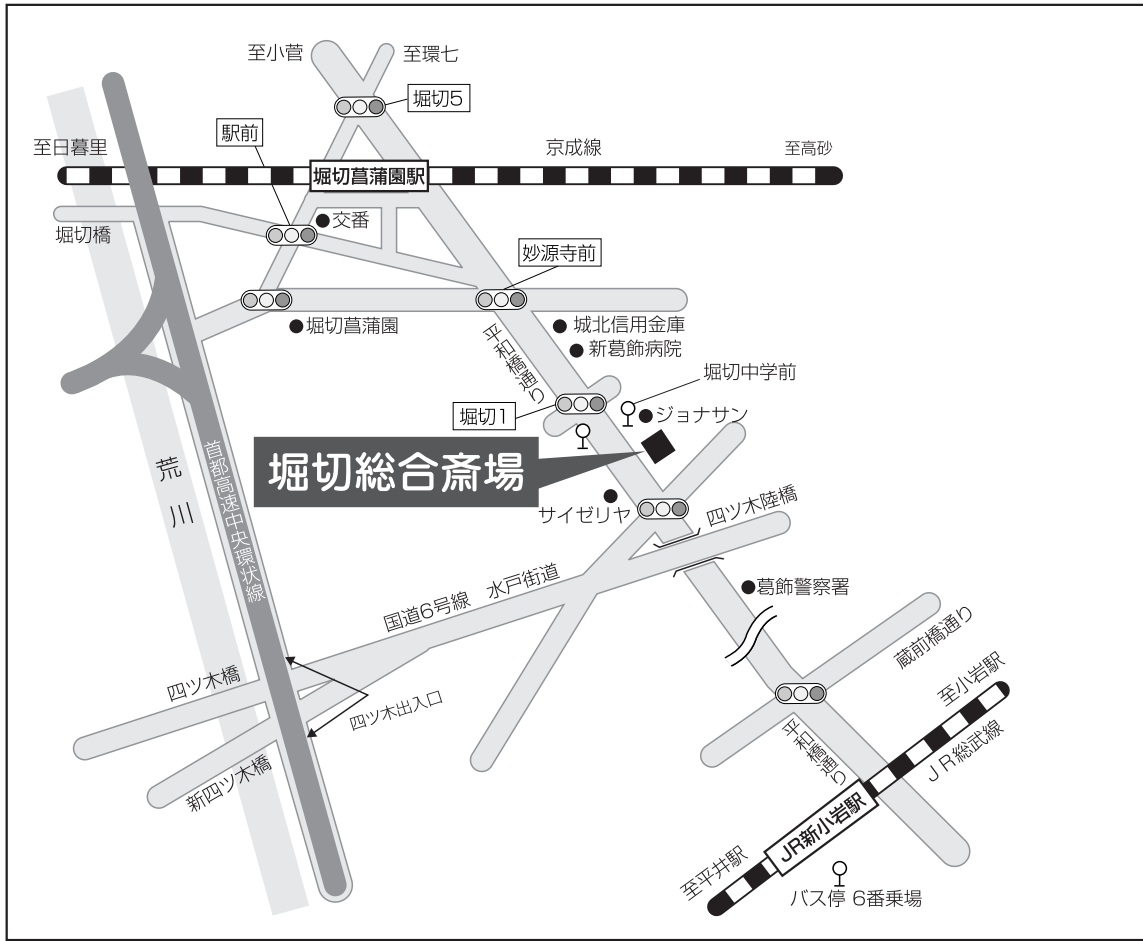 至小菅
至環七
堀切5
駅前
至日暮里
京成線
至高砂
堀切菖蒲園駅
堀切橋
交番
妙源寺前
堀切菖蒲園
城北信用金庫
新葛飾病院
平和橋通り
堀切中学前
堀切1
ジョナサン
荒川
首都高速中央環状線
堀切総合斎場
サイゼリヤ
四ツ木陸橋
国道6号線 水戸街道
葛飾警察署
蔵前橋通り
四ツ木橋
四ツ木出入口
新四ツ木橋
至小岩駅
JR総武線
平和橋通り
JR新小岩駅
至平井駅
バス停 6番乗場